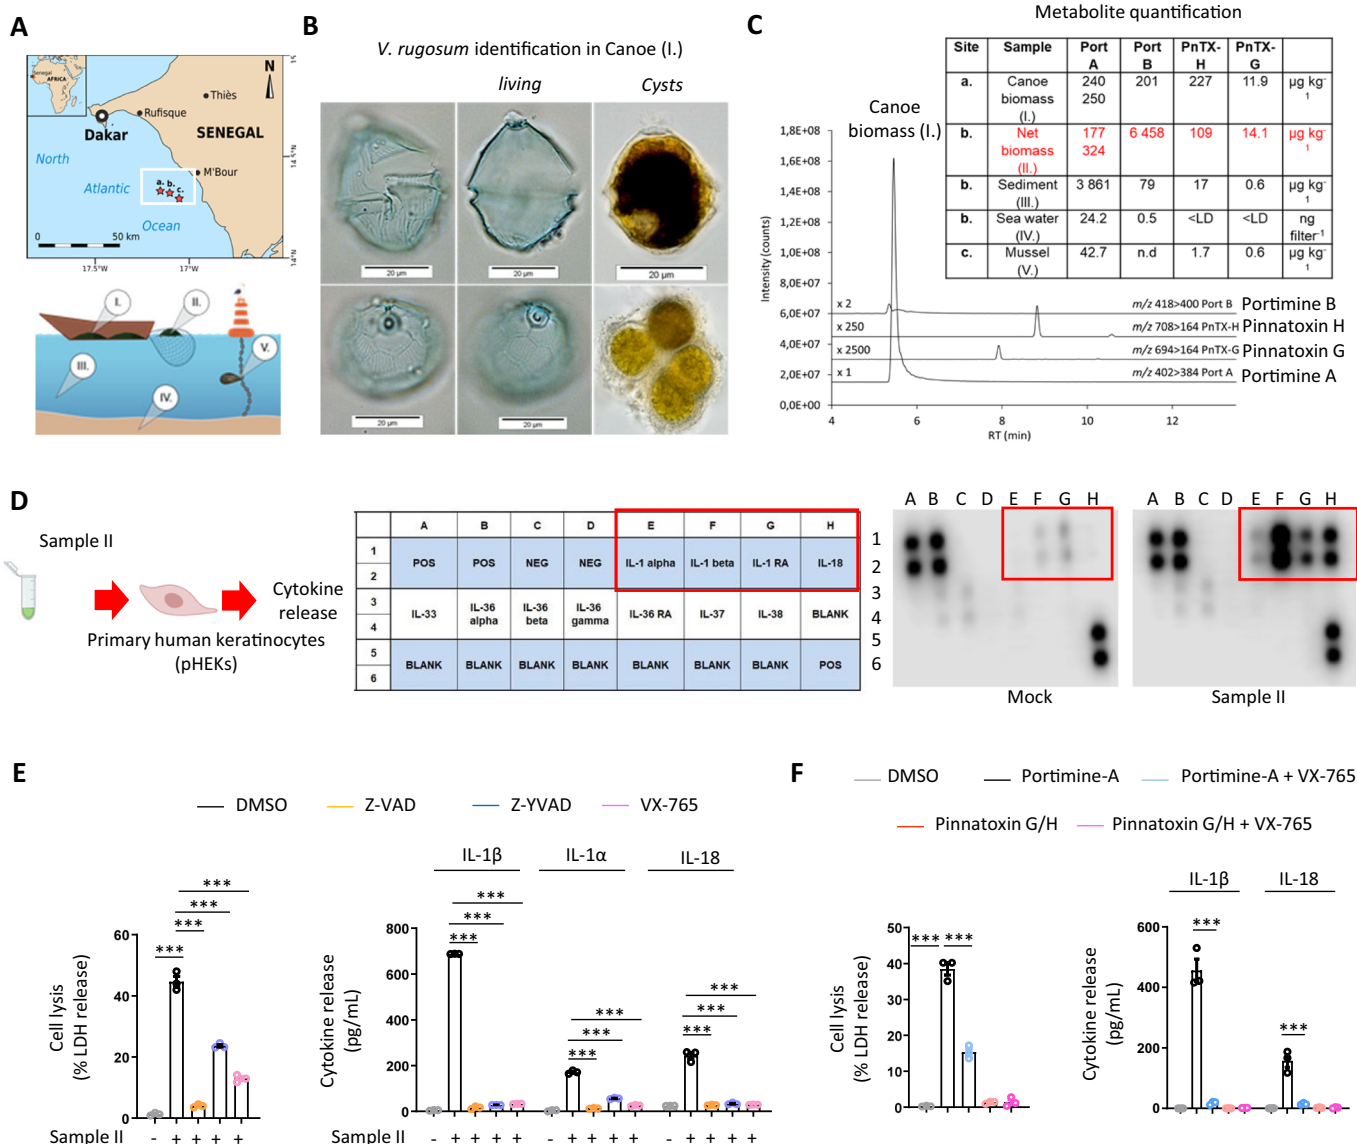 A
Senegal
AFRICA
N
Thiès
Rufisque
Dakar
SENEGAL
North
M'Bour
Atlantic
a. b. c.
Ocean
0 50 km
17.5°W 17°W
14.5°N
14°N
I. II.
III. V.
IV.
B
V. rugosum identification in Canoe (I.)
living Cysts
20 µm 20 µm 20 µm
20 µm 20 µm
C
Metabolite quantification
Canoe
biomass (I.)
Site Sample Port A Port B PnTX-H PnTX-G
a. Canoe biomass (I.) 240 250 201 227 11.9 µg kg-1
b. Net biomass (II.) 177 324 6 458 109 14.1 µg kg-1
b. Sediment (III.) 3 861 79 17 0.6 µg kg-1
b. Sea water (IV.) 24.2 0.5 <LD <LD ng filter-1
c. Mussel (V.) 42.7 n.d 1.7 0.6 µg kg-1
Intensity (counts)
1,8E+08
1,6E+08
1,4E+08
1,2E+08
1,0E+08
8,0E+07
6,0E+07
4,0E+07
2,0E+07
0,0E+00
x 2 m/z 418>400 Port B Portimine B
x 250 m/z 708>164 PnTX-H Pinnatoxin H
x 2500 m/z 694>164 PnTX-G Pinnatoxin G
x 1 m/z 402>384 Port A Portimine A
4 6 8 10 12
RT (min)
D
Sample II
Cytokine
release
Primary human keratinocytes
(pHEKs)
A B C D E F G H
1 2 POS POS NEG NEG IL-1 alpha IL-1 beta IL-1 RA IL-18
3 4 IL-33 IL-36 alpha IL-36 beta IL-36 gamma IL-36 RA IL-37 IL-38 BLANK
5 6 BLANK BLANK BLANK BLANK BLANK BLANK BLANK POS
A B C D E F G H
1
2
3
4
5
6
Mock
A B C D E F G H
Sample II
E
DMSO Z-VAD Z-YVAD VX-765
Cell lysis
(% LDH release)
60
40
20
0
*** *** *** ***
Sample II - + + + +
IL-1β IL-1α IL-18
Cytokine release
(pg/mL)
800
600
400
200
0
*** *** ***
*** *** ***
*** *** ***
Sample II - + + + + - + + + + - + + + +
F
DMSO Portimine-A Portimine-A + VX-765
Pinnatoxin G/H Pinnatoxin G/H + VX-765
Cell lysis
(% LDH release)
50
40
30
20
10
0
*** ***
IL-1β IL-18
Cytokine release
(pg/mL)
600
400
200
0
***
***